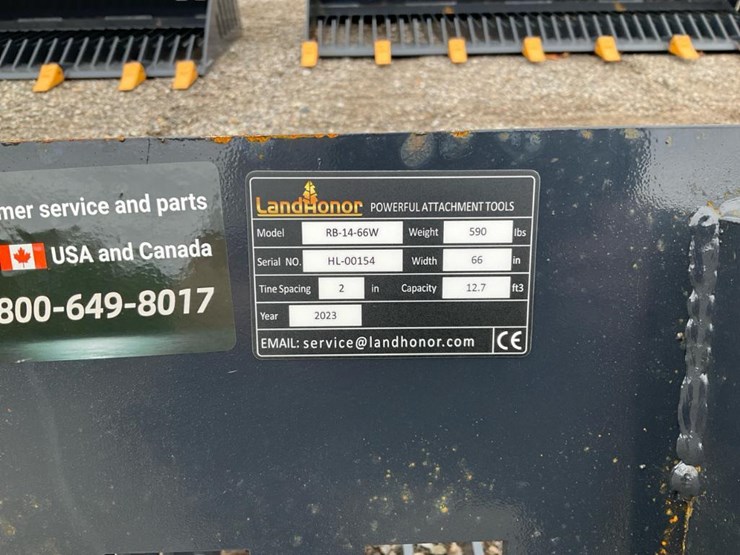 mer service and parts
USA and Canada
800-649-8017
LandHonor POWERFUL ATTACHMENT TOOLS
Model RB-14-66W Weight 590 lbs
Serial NO. HL-00154 Width 66 in
Tine Spacing 2 in Capacity 12.7 ft3
Year 2023
EMAIL: service@landhonor.com CE